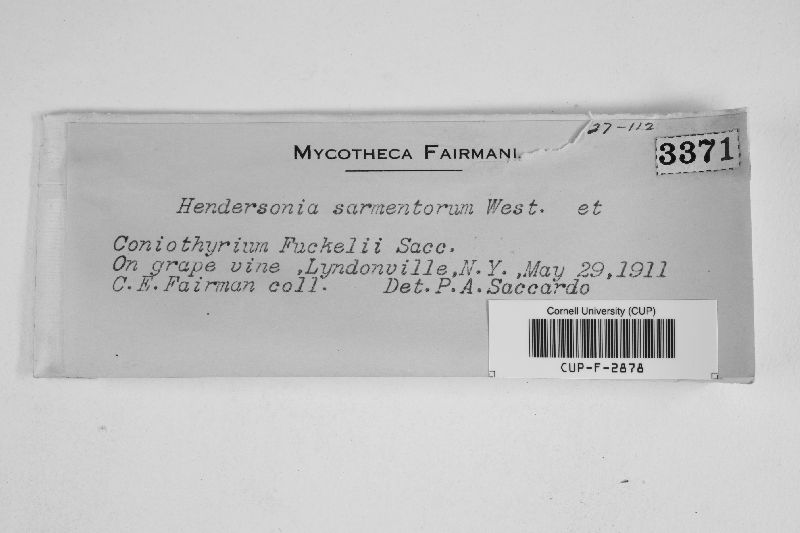 27-112
MYCOTHECA FAIRMANI.
3371
Hendersonia sarmentorum West. et
Coniothyrium Fuckelii Sacc.
On grape vine ,Lyndonville,N.Y.,May 29,1911
C.E.Fairman coll. Det.P.A.Saccardo
Cornell University (CUP)
CUP-F-2878